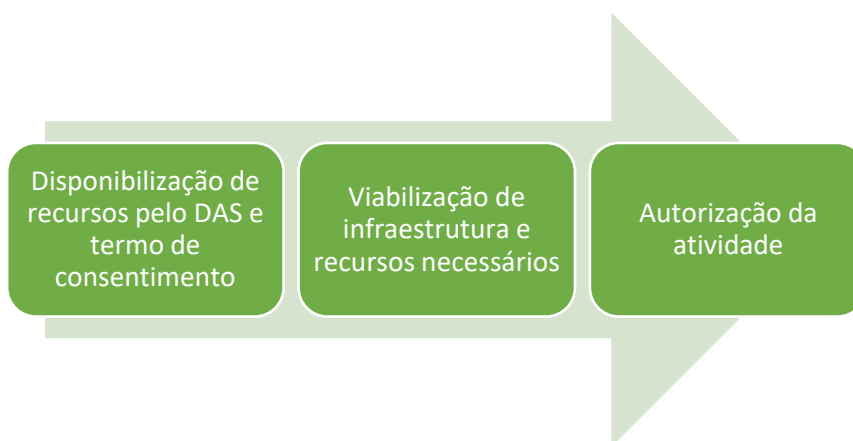 Disponibilização de
recursos pelo DAS e
termo de
consentimento
Viabilização de
infraestrutura e
recursos necessários
Autorização da
atividade